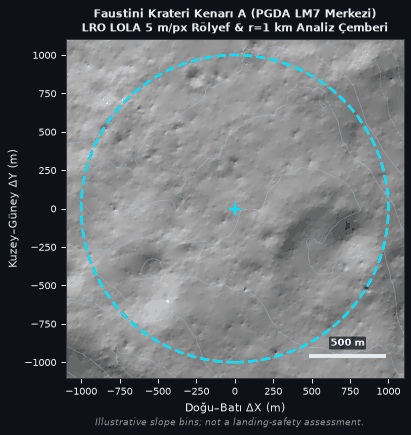 Faustini Krateri Kenarı A (PGDA LM7 Merkezi)
LRO LOLA 5 m/px Rölyef & r=1 km Analiz Çemberi
Kuzey–Güney ΔY (m)
1000
750
500
250
0
−250
−500
−750
−1000
500 m
−1000 −750 −500 −250 0 250 500 750 1000
Doğu–Batı ΔX (m)
Illustrative slope bins; not a landing-safety assessment.